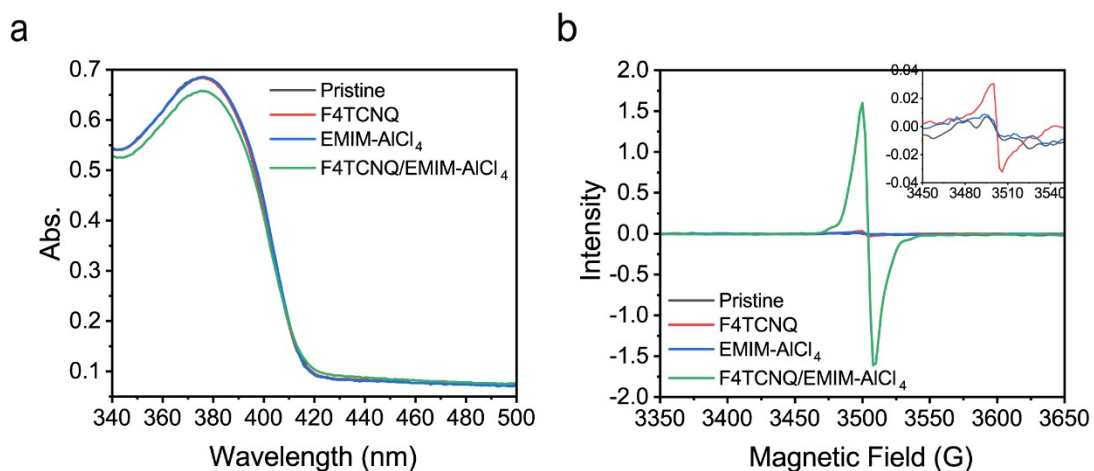 a
0.7
0.6
0.5
0.4
0.3
0.2
0.1
Abs.
340 360 380 400 420 440 460 480 500
Wavelength (nm)
Pristine
F4TCNQ
EMIM-AlCl₄
F4TCNQ/EMIM-AlCl₄
b
2.0
1.5
1.0
0.5
0.0
-0.5
-1.0
-1.5
-2.0
Intensity
3350 3400 3450 3500 3550 3600 3650
Magnetic Field (G)
0.04
0.02
0.00
-0.02
-0.04
3450 3480 3510 3540
Pristine
F4TCNQ
EMIM-AlCl₄
F4TCNQ/EMIM-AlCl₄